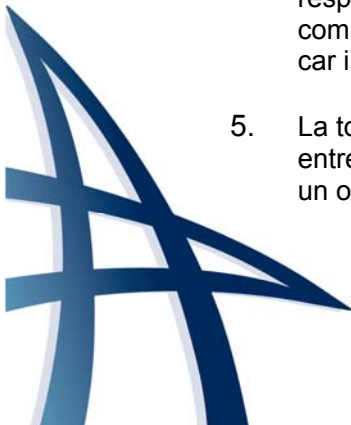 resp
com
car i
5. La to
entre
un o